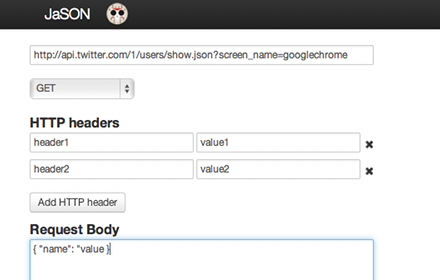 JaSON
http://api.twitter.com/1/users/show.json?screen_name=googlechrome
GET
HTTP headers
header1 value1
header2 value2
Add HTTP header
Request Body
{ "name": "value }